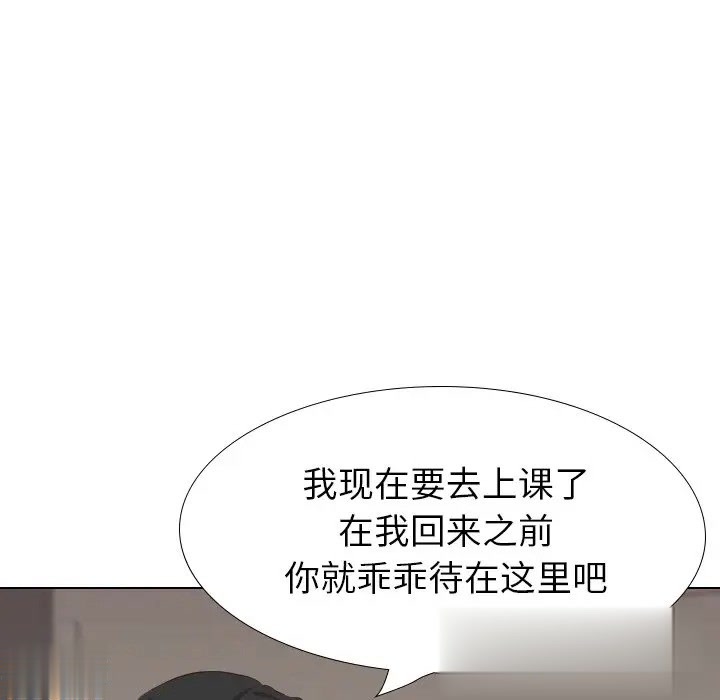 我现在要去上课了
在我回来之前
你就乖乖待在这里吧